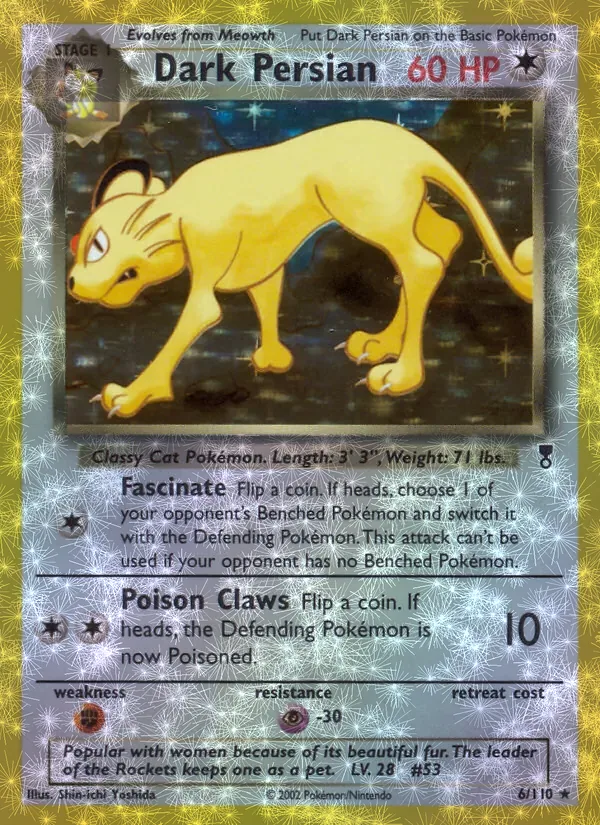 Evolves from Meowth Put Dark Persian on the Basic Pokémon
STAGE 1
Dark Persian 60 HP
Classy Cat Pokémon. Length: 3' 3", Weight: 71 lbs.
Fascinate Flip a coin. If heads, choose 1 of
your opponent's Benched Pokémon and switch it
with the Defending Pokémon. This attack can't be
used if your opponent has no Benched Pokémon.
Poison Claws Flip a coin. If
heads, the Defending Pokémon is
now Poisoned.
10
weakness resistance retreat cost
-30
Popular with women because of its beautiful fur. The leader
of the Rockets keeps one as a pet. LV. 28 #53
Illus. Shin-ichi Yoshida © 2002 Pokémon/Nintendo 6/110 ★